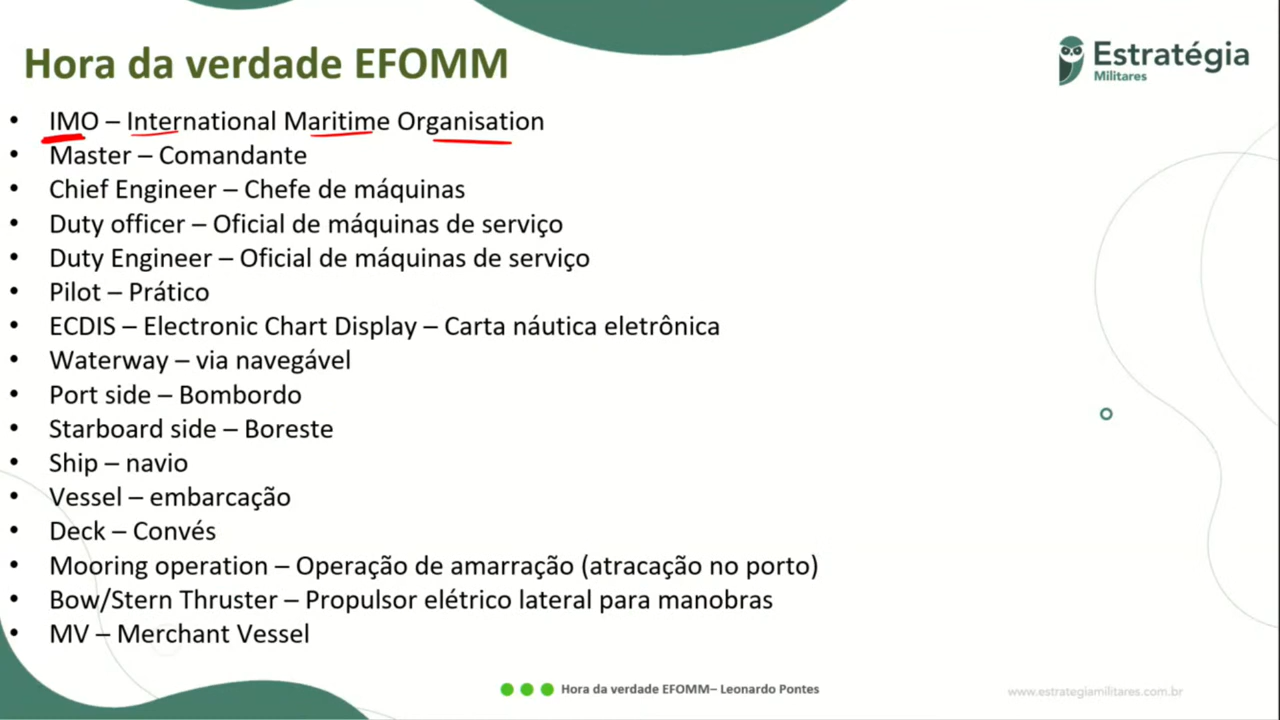 Hora da verdade EFOMM
Estratégia
Militares
• IMO – International Maritime Organisation
• Master – Comandante
• Chief Engineer – Chefe de máquinas
• Duty officer – Oficial de máquinas de serviço
• Duty Engineer – Oficial de máquinas de serviço
• Pilot – Prático
• ECDIS – Electronic Chart Display – Carta náutica eletrônica
• Waterway – via navegável
• Port side – Bombordo
• Starboard side – Boreste
• Ship – navio
• Vessel – embarcação
• Deck – Convés
• Mooring operation – Operação de amarração (atracação no porto)
• Bow/Stern Thruster – Propulsor elétrico lateral para manobras
• MV – Merchant Vessel
Hora da verdade EFOMM– Leonardo Pontes
www.estrategiamilitares.com.br